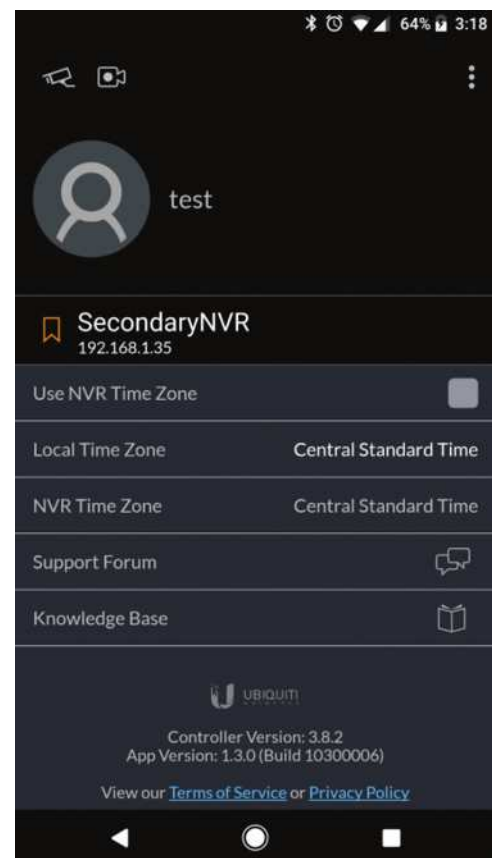 64% 3:18
test
SecondaryNVR
192.168.1.35
Use NVR Time Zone
Local Time Zone Central Standard Time
NVR Time Zone Central Standard Time
Support Forum
Knowledge Base
UBIQUITI
Controller Version: 3.8.2
App Version: 1.3.0 (Build 10300006)
View our Terms of Service or Privacy Policy